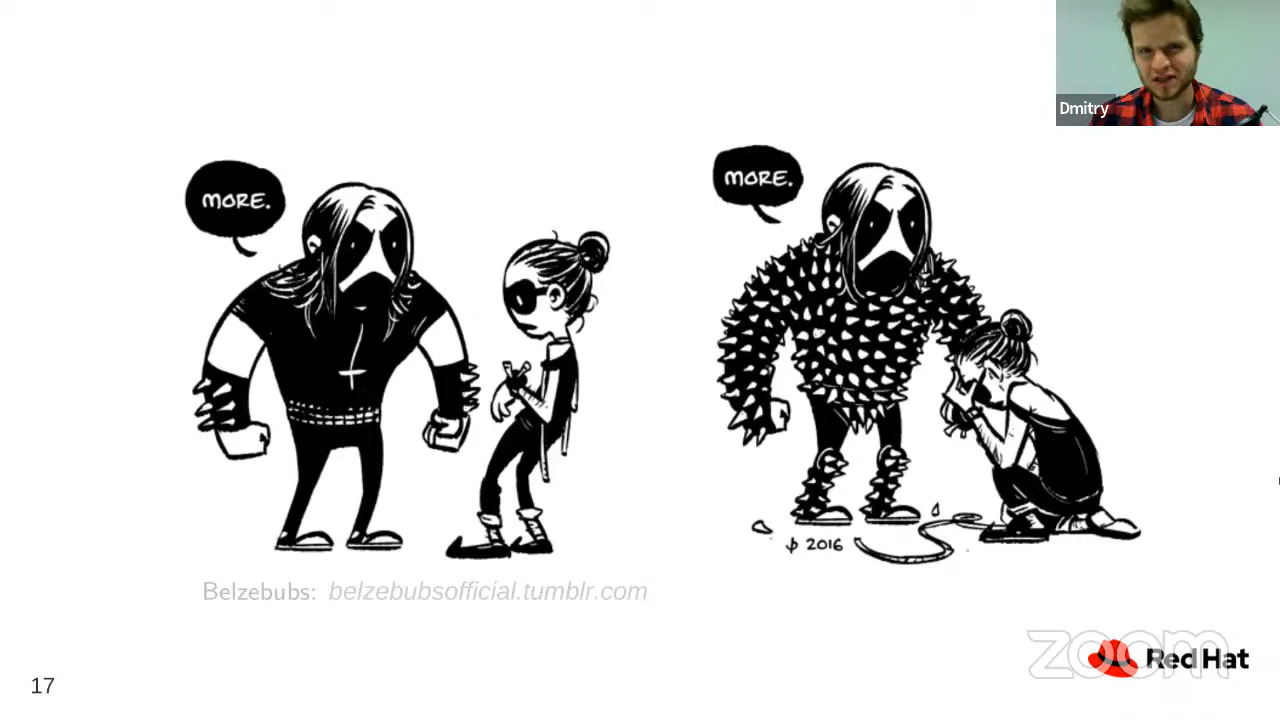 Dmitry
MORE.
MORE.
2016
Belzebubs: belzebubsofficial.tumblr.com
zoom
Red Hat
17